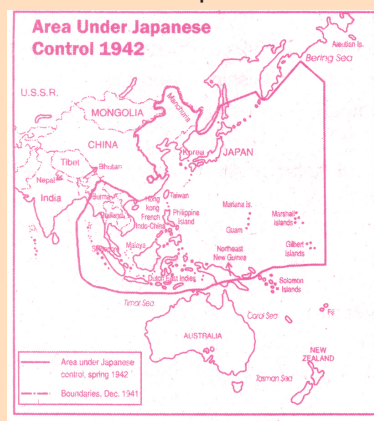 Area Under Japanese
Control 1942
Aleutian Is.
Bering Sea
U.S.S.R.
MONGOLIA
Manchuria
Korea
JAPAN
CHINA
Tibet
Bhutan
Nepal
India
Burma
Thailand
Hong
kong
French
Indo-China
Taiwan
Philippine
Island
Mariana Is.
Guam
Marshall
Islands
Gilbert
Islands
Malaya
Dutch East Indies
Northeast
New Guinea
Solomon
Islands
Timor Sea
Coral Sea
Fiji
AUSTRALIA
NEW
ZEALAND
Tasman Sea
Area under Japanese
control, spring 1942
Boundaries, Dec. 1941